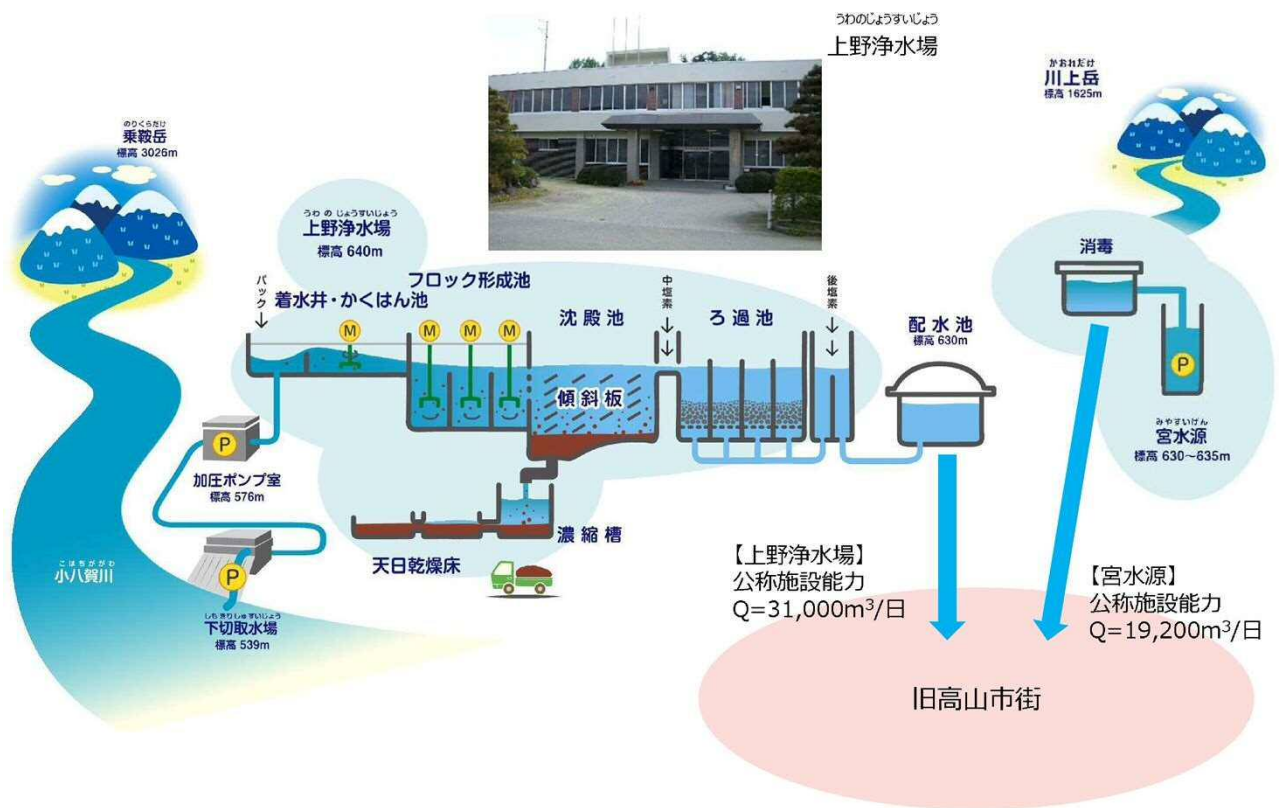 うわのじょうすいじょう
上野浄水場
かおれだけ
川上岳
標高 1625m
のりくらだけ
乗鞍岳
標高 3026m
うわ の じょうすいじょう
上野浄水場
標高 640m
消毒
パック
着水井・かくはん池
フロック形成池
沈殿池
中塩素
ろ過池
後塩素
配水池
標高 630m
M
M
M
M
P
傾斜板
みやすいげん
宮水源
標高 630～635m
P
加圧ポンプ室
標高 576m
濃縮槽
天日乾燥床
こはちががわ
小八賀川
P
しもぎりしゅすいじょう
下切取水場
標高 539m
【上野浄水場】
公称施設能力
Q=31,000m³/日
【宮水源】
公称施設能力
Q=19,200m³/日
旧高山市街